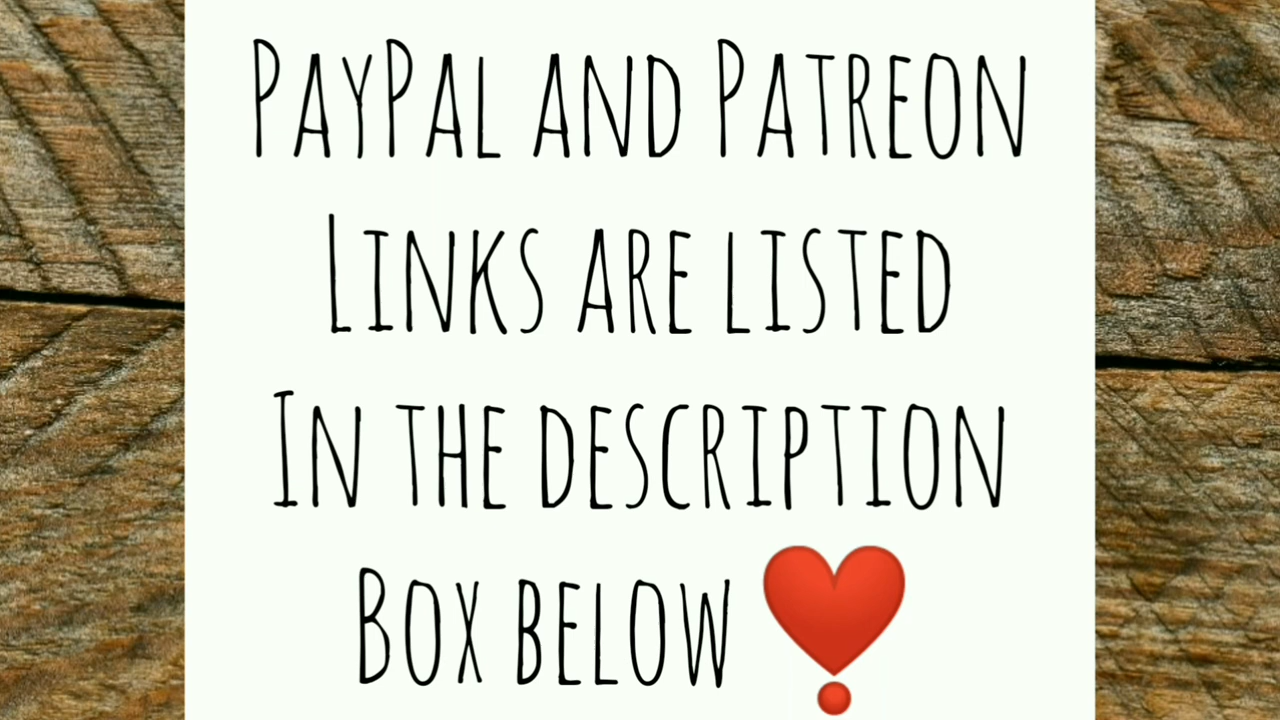 PayPal and Patreon
Links are listed
In the description
Box below ❣